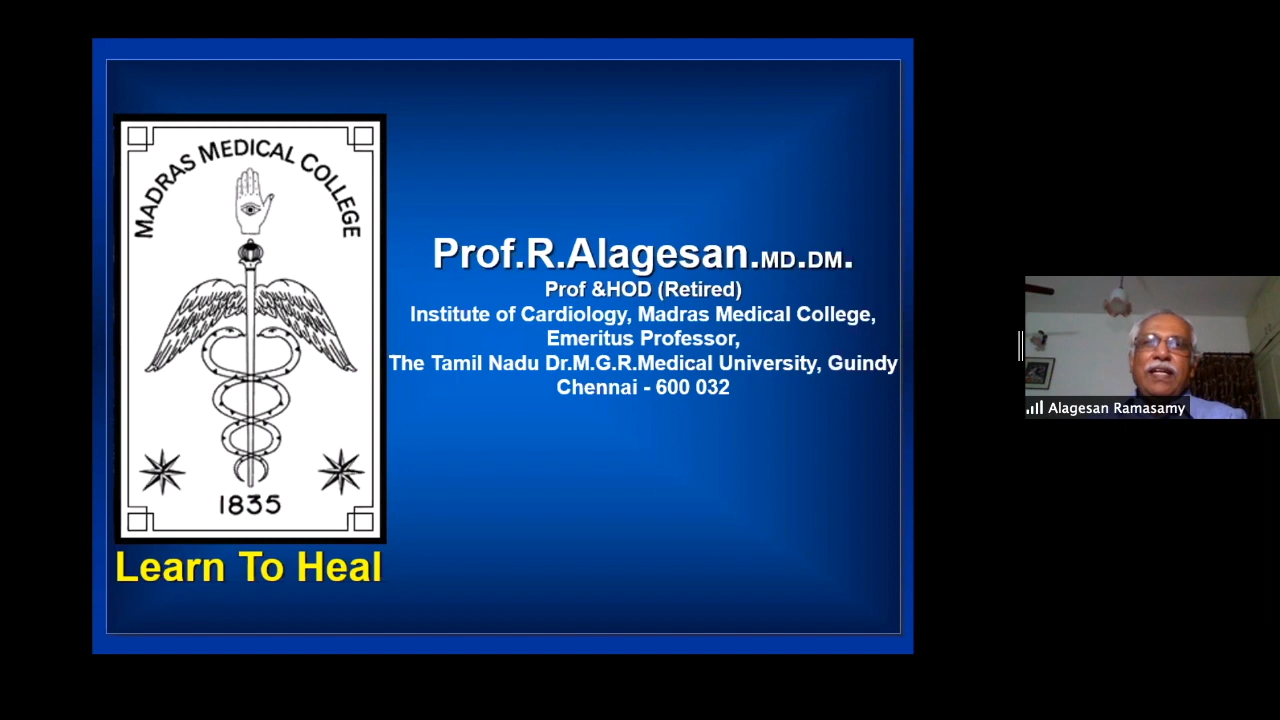 MADRAS MEDICAL COLLEGE
1835
Learn To Heal
Prof.R.Alagesan.MD.DM.
Prof &HOD (Retired)
Institute of Cardiology, Madras Medical College,
Emeritus Professor,
The Tamil Nadu Dr.M.G.R.Medical University, Guindy
Chennai - 600 032
Alagesan Ramasamy